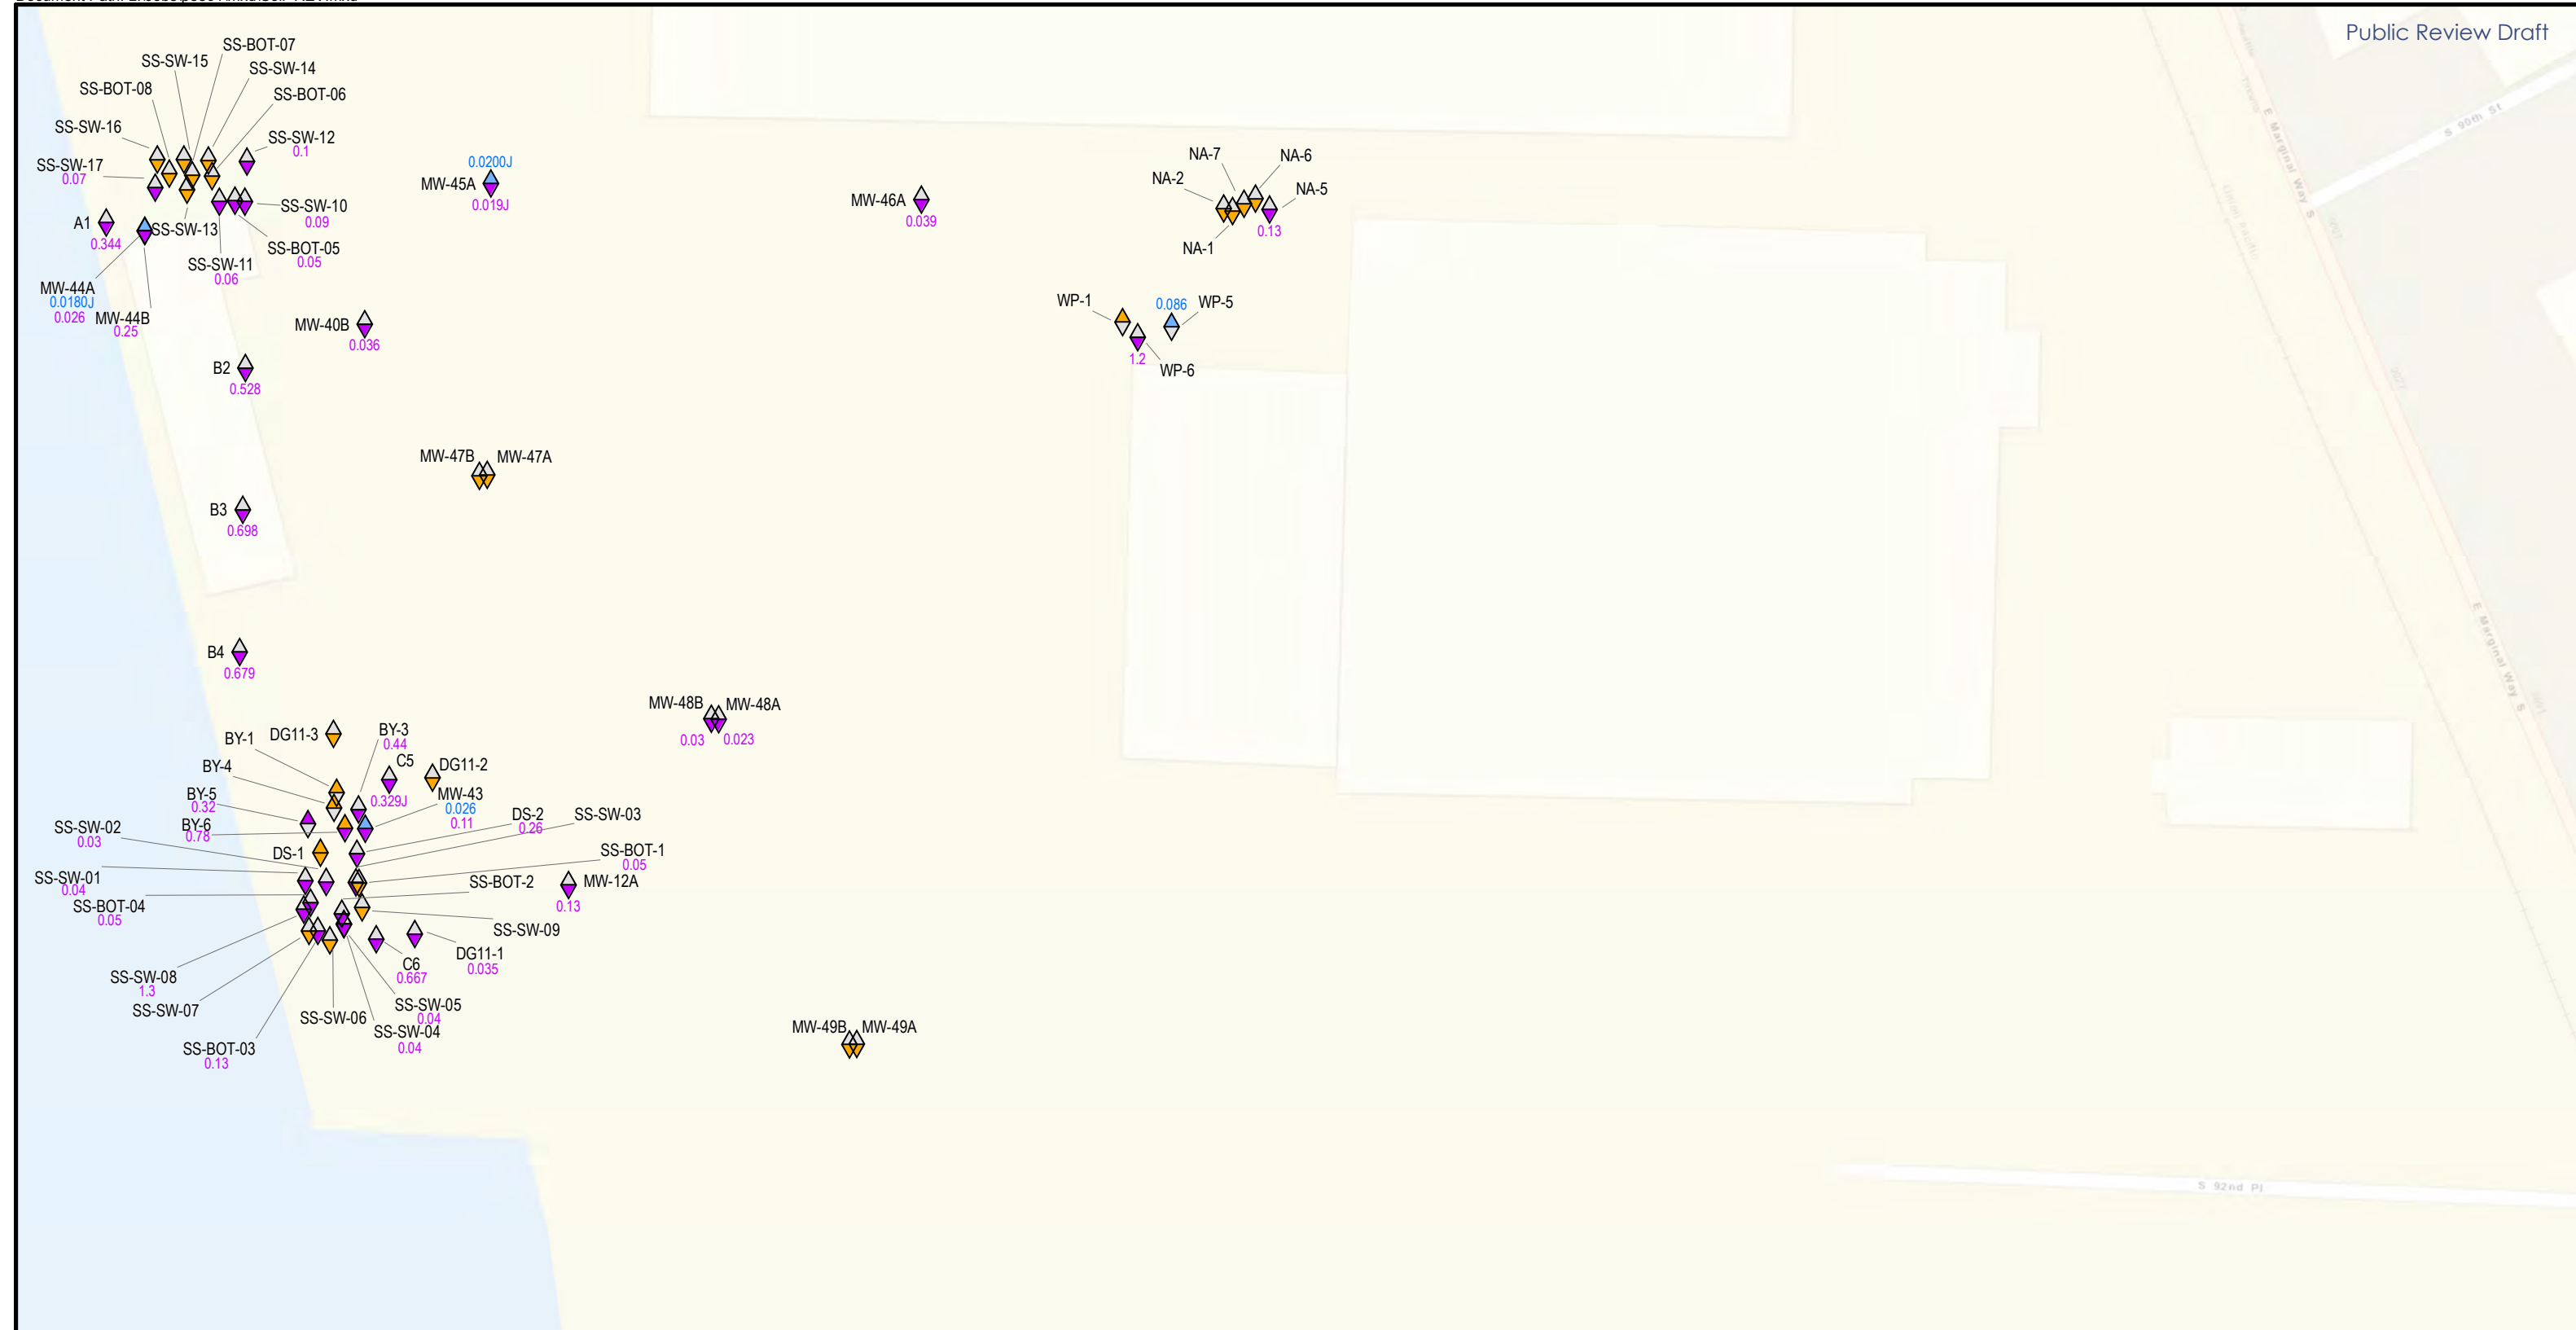 Public Review Draft
SS-BOT-07
SS-SW-15
SS-SW-14
SS-BOT-08
SS-BOT-06
SS-SW-16
SS-SW-12
0.1
SS-SW-17
0.07
0.0200J
MW-45A
0.019J
MW-46A
0.039
NA-7
NA-6
NA-2
NA-5
0.13
NA-1
SS-SW-10
0.09
A1
0.344
SS-SW-13
SS-BOT-05
0.05
SS-SW-11
0.06
MW-44A
0.0180J
0.026
MW-44B
0.25
MW-40B
0.036
WP-1
0.086
WP-5
1.2
WP-6
B2
0.528
MW-47B
MW-47A
B3
0.698
B4
0.679
MW-48B
MW-48A
0.03
0.023
DG11-3
BY-1
BY-3
0.44
C5
0.329J
DG11-2
BY-4
BY-5
0.32
MW-43
0.026
0.11
BY-6
0.78
DS-2
0.26
SS-SW-03
SS-SW-02
0.03
DS-1
SS-BOT-1
0.05
SS-SW-01
0.04
SS-BOT-2
MW-12A
0.13
SS-BOT-04
0.05
SS-SW-09
DG11-1
0.035
C6
0.667
SS-SW-08
1.3
SS-SW-07
SS-SW-05
0.04
SS-SW-06
SS-SW-04
0.04
SS-BOT-03
0.13
MW-49B
MW-49A
S 90th St
E Marginal Way S
Union Pacific
E Marginal Way S
S 92nd Pl